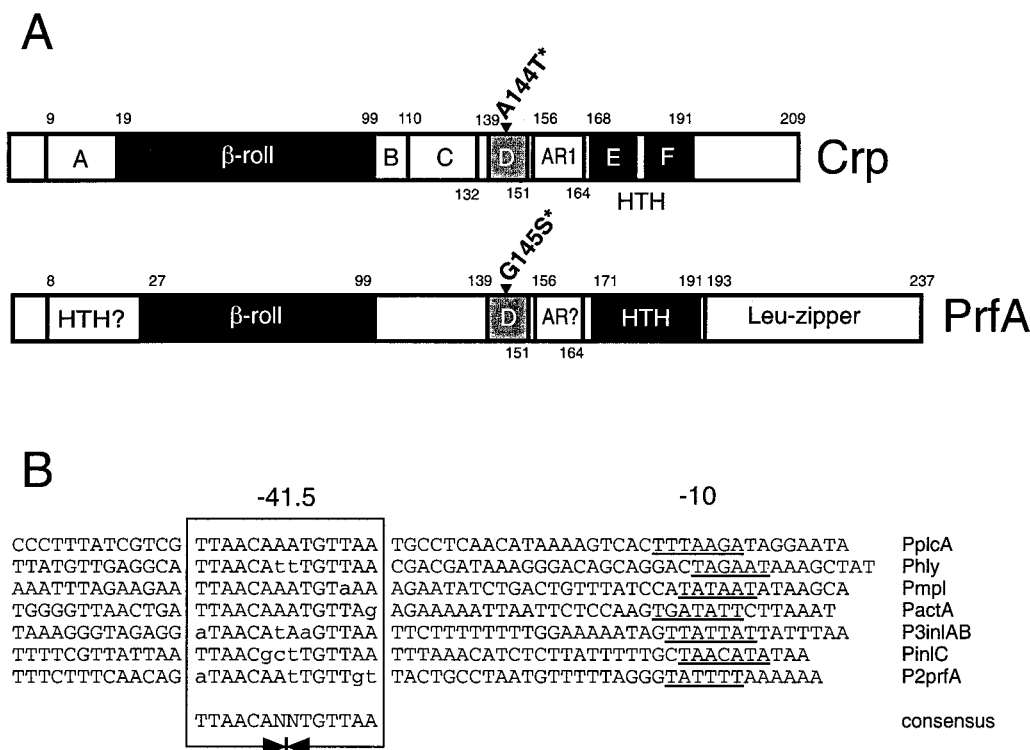 A
A144T*
9 19 99 110 139 156 168 191 209
A β-roll B C D AR1 E F Crp
132 151 164 HTH
G145S*
8 27 99 139 156 171 191 193 237
HTH? β-roll D AR? HTH Leu-zipper PrfA
151 164
B
-41.5 -10
CCCTTTATCGTCG TTAACAAATGTTAA TGCCTCAACATAAAAGTCACTTTAAGATAGGAATA PplcA
TTATGTTGAGGCA TTAACAttTGTTAA CGACGATAAAGGGACAGCAGGACTAGAATAAAGCTAT Phly
AAATTTAGAAGAA TTAACAAATGTaAA AGAATATCTGACTGTTTATCCATATAATATAAGCA Pmpl
TGGGGTTAACTGA TTAACAAATGTTAg AGAAAAATTAATTCTCCAAGTGATATTCTTAAAT PactA
TAAAGGGTAGAGG aTAACAtAaGTTAA TTCTTTTTTTTGGAAAAATAGTTATTATTATTTAA P3inlAB
TTTTCGTTATTAA TTAACgctTGTTAA TTTAAACATCTCTTATTTTTGCTAACATATAA PinlC
TTTCTTTCAACAG aTAACAAtTGTTgt TACTGCCTAATGTTTTTAGGGTATTTTAAAAAA P2prfA
TTAACANNTGTTAA consensus